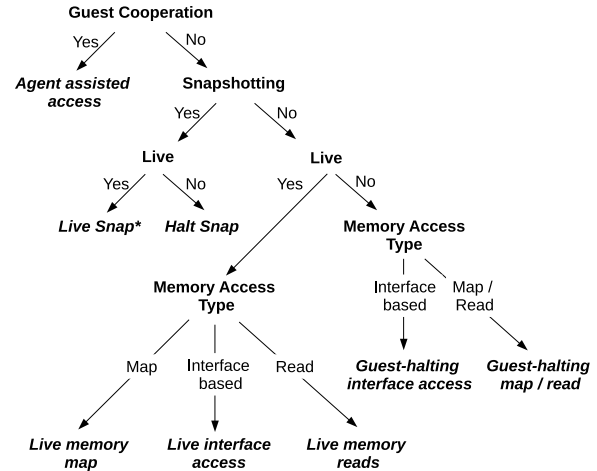 Guest Cooperation
Yes
No
Agent assisted
access
Snapshotting
Yes
No
Live
Live
Yes
No
Yes
No
Live Snap*
Halt Snap
Memory Access
Type
Memory Access
Type
Interface
based
Map /
Read
Map
Interface
based
Read
Guest-halting
interface access
Guest-halting
map / read
Live memory
map
Live interface
access
Live memory
reads